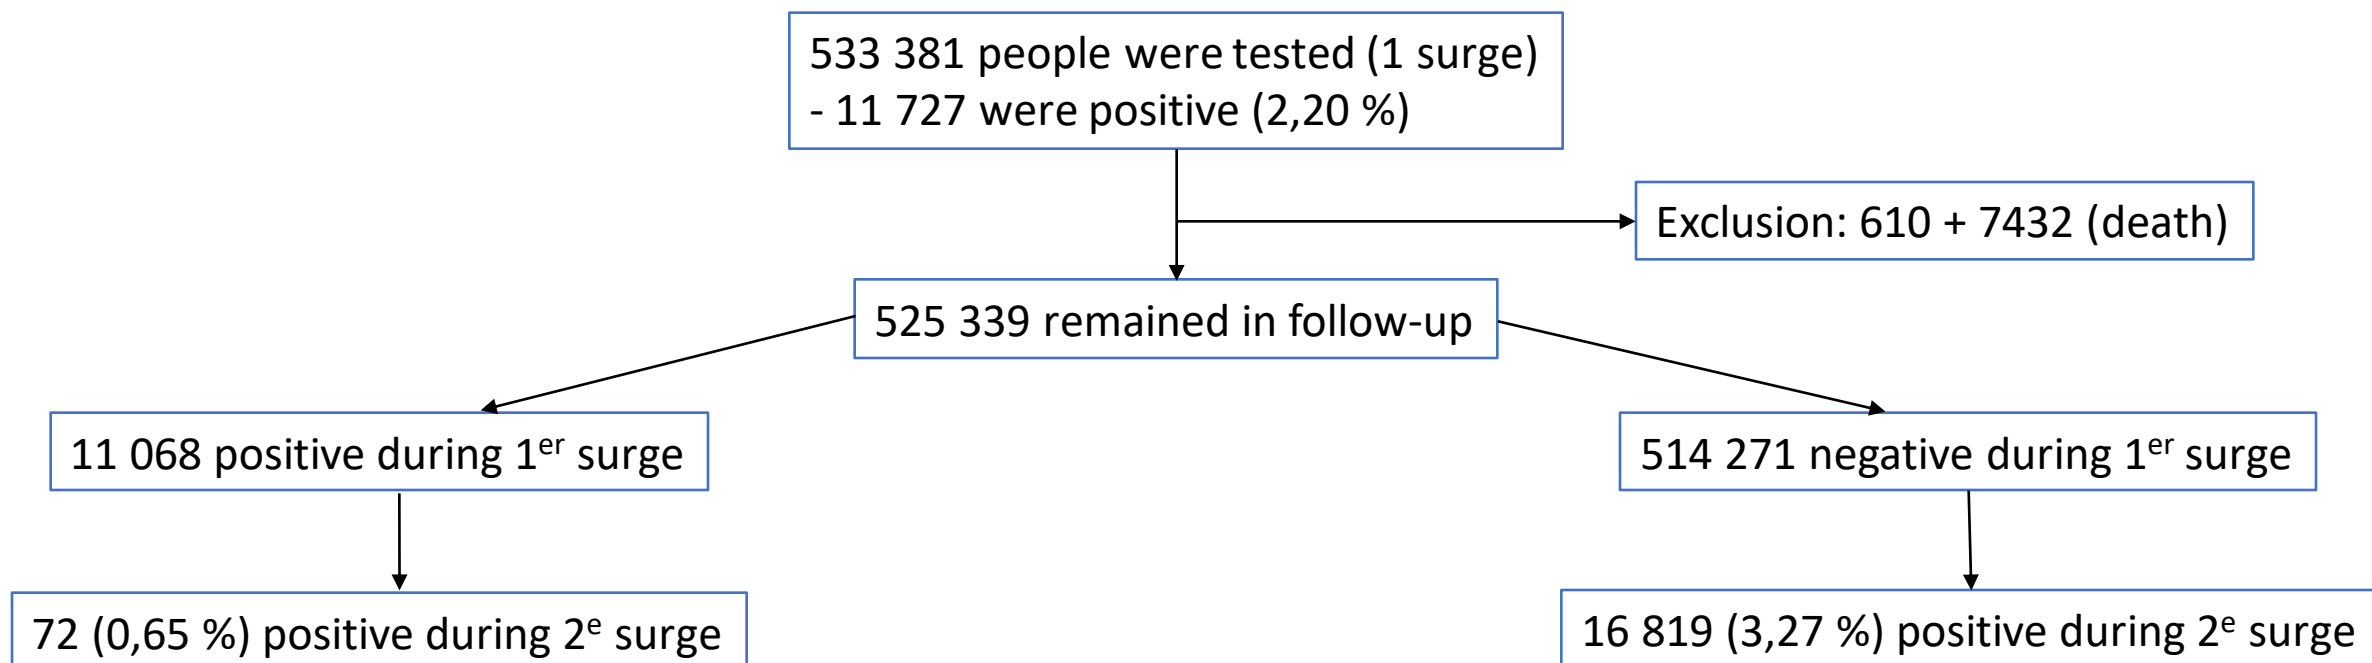 533 381 people were tested (1 surge)
- 11 727 were positive (2,20 %)
Exclusion: 610 + 7432 (death)
525 339 remained in follow-up
11 068 positive during 1er surge
514 271 negative during 1er surge
72 (0,65 %) positive during 2e surge
16 819 (3,27 %) positive during 2e surge